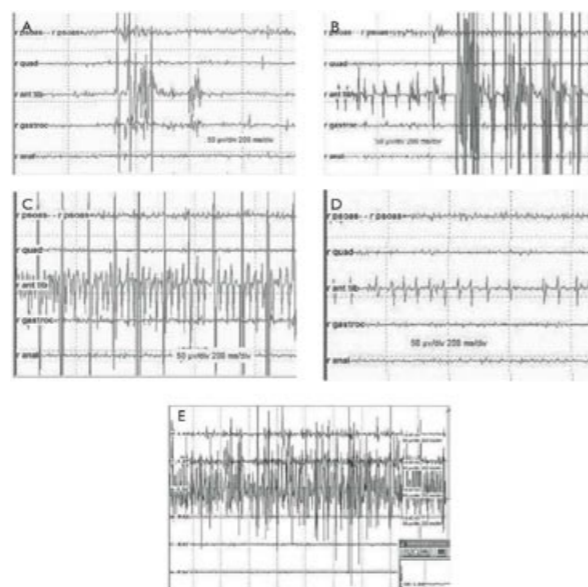 A
r psoas - - r psoas
r quad
r ant tib
r gastroc
r anal
50 µv/div 200 ms/div
B
r psoas - - r psoas
r quad
r ant tib
r gastroc
r anal
50 µv/div 200 ms/div
C
r psoas - - r psoas
r quad
r ant tib
r gastroc
r anal
50 µv/div 200 ms/div
D
r psoas - - r psoas
r quad
r ant tib
r gastroc
r anal
50 µv/div 200 ms/div
E